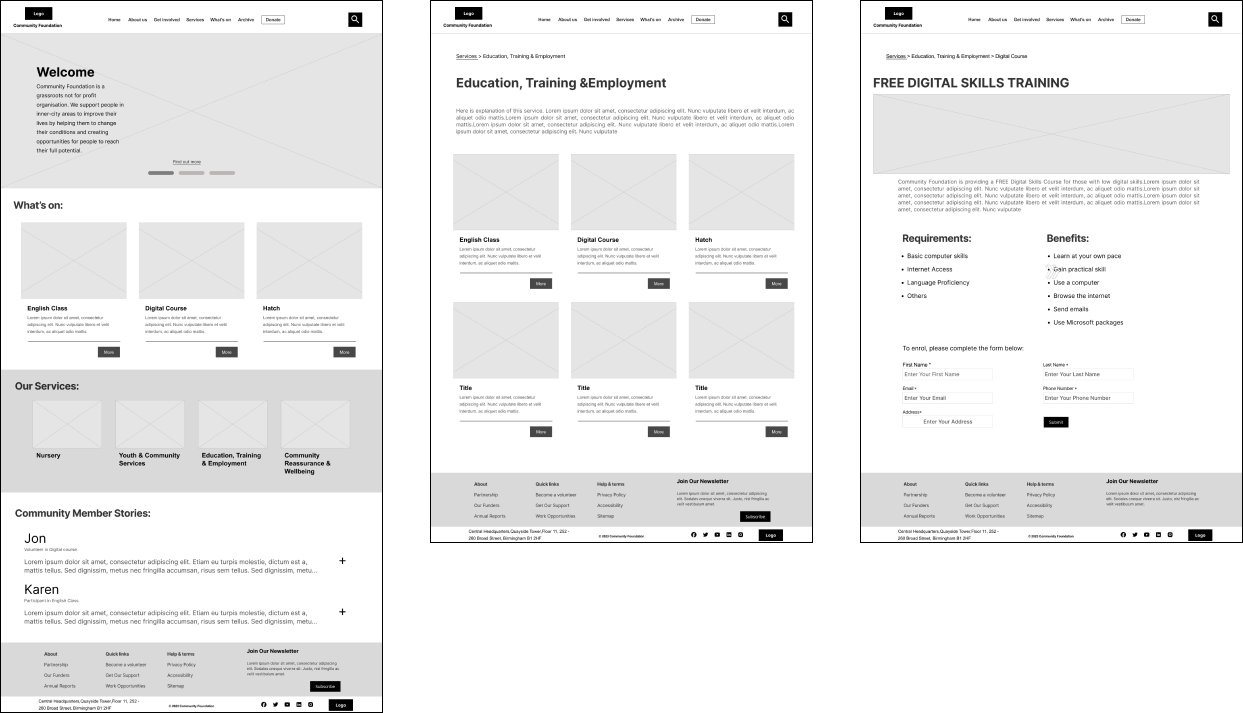 Logo
Community Foundation
Home About us Get involved Services What's on Archive Donate
Welcome
Community Foundation is a
grassroots not for profit
organisation. We support people in
inner-city areas to improve their
lives by helping them to change
their conditions and creating
opportunities for people to reach
their full potential.
Find out more
What's on:
English Class
Lorem ipsum dolor sit amet, consectetur
adipiscing elit. Nunc vulputate libero et velit
interdum, ac aliquet odio mattis.
More
Digital Course
Lorem ipsum dolor sit amet, consectetur
adipiscing elit. Nunc vulputate libero et velit
interdum, ac aliquet odio mattis.
More
Hatch
Lorem ipsum dolor sit amet, consectetur
adipiscing elit. Nunc vulputate libero et velit
interdum, ac aliquet odio mattis.
More
Our Services:
Nursery
Youth & Community
Services
Education, Training
& Employment
Community
Reassurance &
Wellbeing
Community Member Stories:
Jon
Volunteer in Digital course
Lorem ipsum dolor sit amet, consectetur adipiscing elit. Etiam eu turpis molestie, dictum est a,
mattis tellus. Sed dignissim, metus nec fringilla accumsan, risus sem tellus. Sed dignissim, metu...
+
Karen
Participant in English Class
Lorem ipsum dolor sit amet, consectetur adipiscing elit. Etiam eu turpis molestie, dictum est a,
mattis tellus. Sed dignissim, metus nec fringilla accumsan, risus sem tellus. Sed dignissim, metu...
+
About
Partnership
Our Funders
Annual Reports
Quick links
Become a volunteer
Get Out Support
Work Opportunities
Help & terms
Privacy Policy
Accessibility
Sitemap
Join Our Newsletter
Lorem ipsum dolor sit amet, consectetur adipiscing
elit. Sodales augue viverra sit. Justo, nisl fringilla ac
velit vestibulum amet.
Subscribe
Central Headquarters,Quayside Tower,Floor 11, 252 -
260 Broad Street, Birmingham B1 2HF
© 2023 Community Foundation
Logo
Logo
Community Foundation
Home About us Get involved Services What's on Archive Donate
Services > Education, Training & Employment
Education, Training &Employment
Here is explanation of this service. Lorem ipsum dolor sit amet, consectetur adipiscing elit. Nunc vulputate libero et velit interdum, ac
aliquet odio mattis.Lorem ipsum dolor sit amet, consectetur adipiscing elit. Nunc vulputate libero et velit interdum, ac aliquet odio
mattis.Lorem ipsum dolor sit amet, consectetur adipiscing elit. Nunc vulputate libero et velit interdum, ac aliquet odio mattis.Lorem
ipsum dolor sit amet, consectetur adipiscing elit. Nunc vulputate
English Class
Lorem ipsum dolor sit amet, consectetur
adipiscing elit. Nunc vulputate libero et velit
interdum, ac aliquet odio mattis.
More
Digital Course
Lorem ipsum dolor sit amet, consectetur
adipiscing elit. Nunc vulputate libero et velit
interdum, ac aliquet odio mattis.
More
Hatch
Lorem ipsum dolor sit amet, consectetur
adipiscing elit. Nunc vulputate libero et velit
interdum, ac aliquet odio mattis.
More
Title
Lorem ipsum dolor sit amet, consectetur
adipiscing elit. Nunc vulputate libero et velit
interdum, ac aliquet odio mattis.
More
Title
Lorem ipsum dolor sit amet, consectetur
adipiscing elit. Nunc vulputate libero et velit
interdum, ac aliquet odio mattis.
More
Title
Lorem ipsum dolor sit amet, consectetur
adipiscing elit. Nunc vulputate libero et velit
interdum, ac aliquet odio mattis.
More
About
Partnership
Our Funders
Annual Reports
Quick links
Become a volunteer
Get Our Support
Work Opportunities
Help & terms
Privacy Policy
Accessibility
Sitemap
Join Our Newsletter
Lorem ipsum dolor sit amet, consectetur adipiscing
elit. Sodales augue viverra sit. Justo, nisl fringilla ac
velit vestibulum amet.
Subscribe
Central Headquarters,Quayside Tower,Floor 11, 252 -
260 Broad Street, Birmingham B1 2HF
© 2023 Community Foundation
Logo
Logo
Community Foundation
Home About us Get involved Services What's on Archive Donate
Services > Education, Training & Employment > Digital Course
FREE DIGITAL SKILLS TRAINING
Community Foundation is providing a FREE Digital Skills Course for those with low digital skills.Lorem ipsum dolor sit
amet, consectetur adipiscing elit. Nunc vulputate libero et velit interdum, ac aliquet odio mattis.Lorem ipsum dolor sit
amet, consectetur adipiscing elit. Nunc vulputate libero et velit interdum, ac aliquet odio mattis.Lorem ipsum dolor sit
amet, consectetur adipiscing elit. Nunc vulputate libero et velit interdum, ac aliquet odio mattis.Lorem ipsum dolor sit
amet, consectetur adipiscing elit. Nunc vulputate
Requirements:
• Basic computer skills
• Internet Access
• Language Proficiency
• Others
Benefits:
• Learn at your own pace
• Gain practical skill
• Use a computer
• Browse the internet
• Send emails
• Use Microsoft packages
To enrol, please complete the form below:
First Name *
Enter Your First Name
Last Name *
Enter Your Last Name
Email *
Enter Your Email
Phone Number *
Enter Your Phone Number
Address*
Enter Your Address
Submit
About
Partnership
Our Funders
Annual Reports
Quick links
Become a volunteer
Get Our Support
Work Opportunities
Help & terms
Privacy Policy
Accessibility
Sitemap
Join Our Newsletter
Lorem ipsum dolor sit amet, consectetur adipiscing
elit. Sodales augue viverra sit. Justo, nisl fringilla ac
velit vestibulum amet.
Central Headquarters,Quayside Tower,Floor 11, 252 -
260 Broad Street, Birmingham B1 2HF
© 2023 Community Foundation
Logo